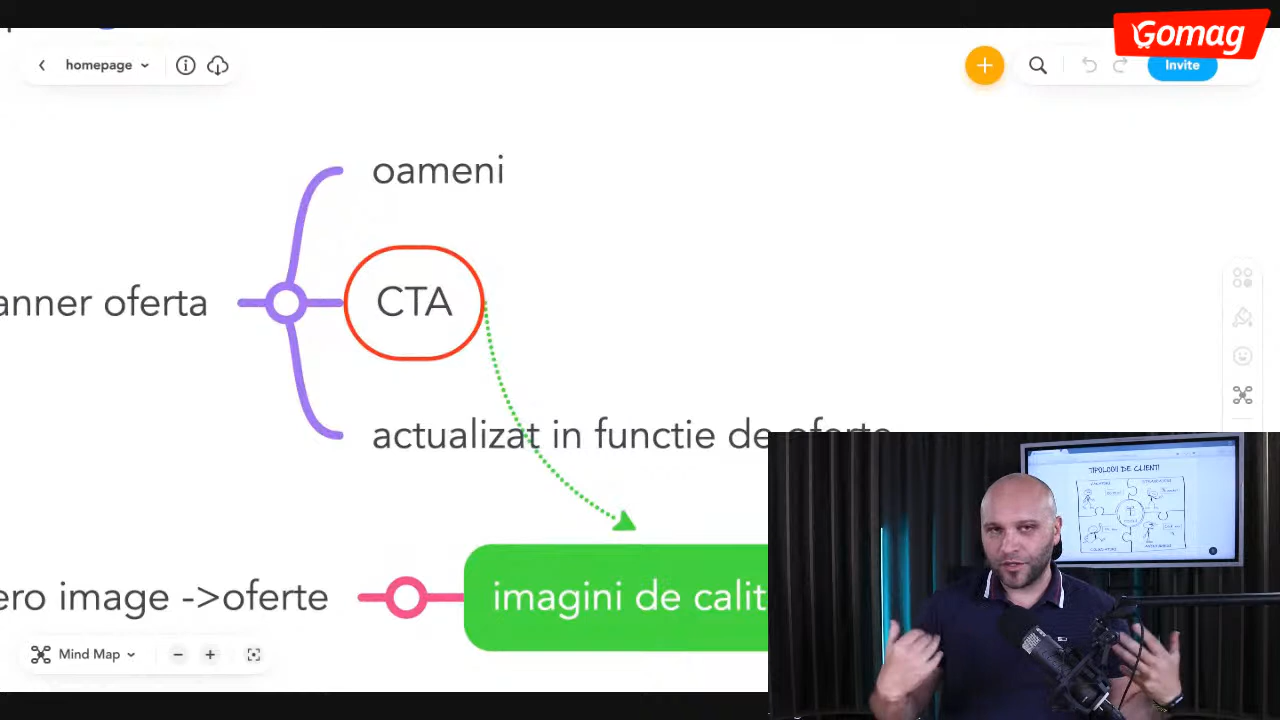 Gomag
homepage
Invite
oameni
anner oferta
CTA
actualizat in functie de oferte
TIPOLOGII DE CLIENTI
ero image ->oferte
imagini de calit
Mind Map